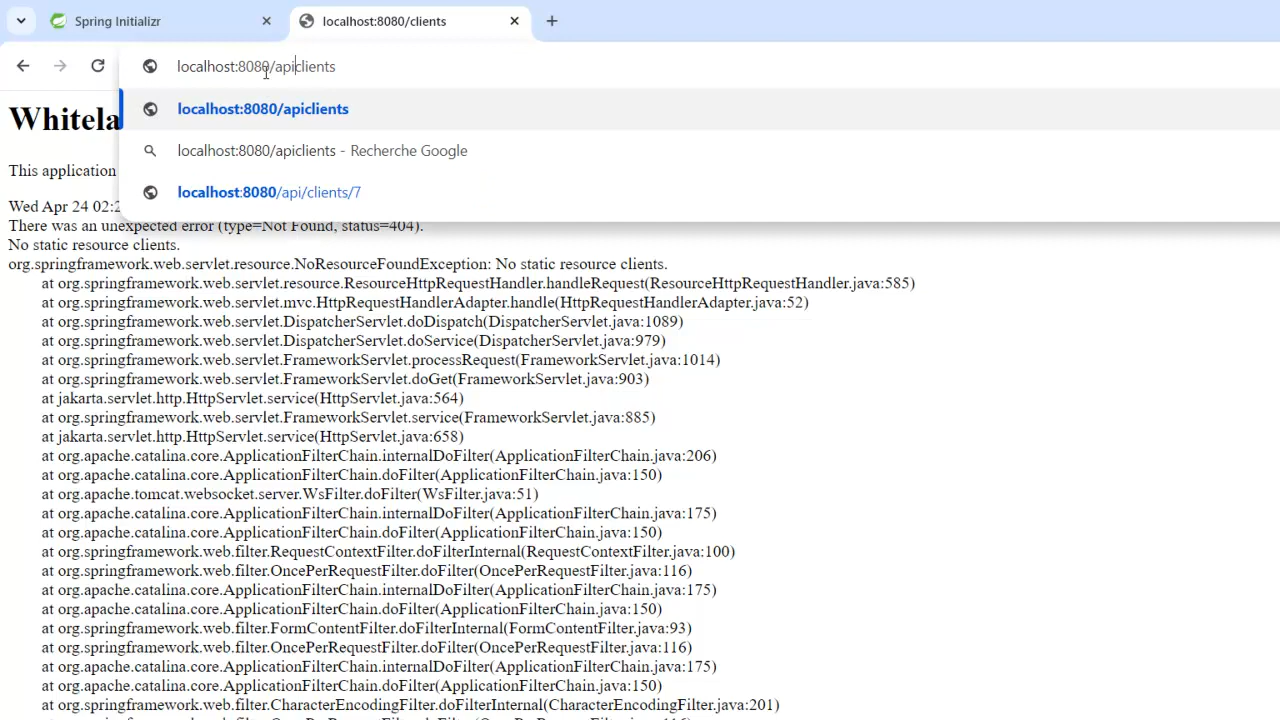 Spring Initializr
localhost:8080/clients
localhost:8080/apiclients
localhost:8080/apiclients
localhost:8080/apiclients - Recherche Google
localhost:8080/api/clients/7
Whitela
This application
Wed Apr 24 02:2
There was an unexpected error (type=Not Found, status=404).
No static resource clients.
org.springframework.web.servlet.resource.NoResourceFoundException: No static resource clients.
at org.springframework.web.servlet.resource.ResourceHttpRequestHandler.handleRequest(ResourceHttpRequestHandler.java:585)
at org.springframework.web.servlet.mvc.HttpRequestHandlerAdapter.handle(HttpRequestHandlerAdapter.java:52)
at org.springframework.web.servlet.DispatcherServlet.doDispatch(DispatcherServlet.java:1089)
at org.springframework.web.servlet.DispatcherServlet.doService(DispatcherServlet.java:979)
at org.springframework.web.servlet.FrameworkServlet.processRequest(FrameworkServlet.java:1014)
at org.springframework.web.servlet.FrameworkServlet.doGet(FrameworkServlet.java:903)
at jakarta.servlet.http.HttpServlet.service(HttpServlet.java:564)
at org.springframework.web.servlet.FrameworkServlet.service(FrameworkServlet.java:885)
at jakarta.servlet.http.HttpServlet.service(HttpServlet.java:658)
at org.apache.catalina.core.ApplicationFilterChain.internalDoFilter(ApplicationFilterChain.java:206)
at org.apache.catalina.core.ApplicationFilterChain.doFilter(ApplicationFilterChain.java:150)
at org.apache.tomcat.websocket.server.WsFilter.doFilter(WsFilter.java:51)
at org.apache.catalina.core.ApplicationFilterChain.internalDoFilter(ApplicationFilterChain.java:175)
at org.apache.catalina.core.ApplicationFilterChain.doFilter(ApplicationFilterChain.java:150)
at org.springframework.web.filter.RequestContextFilter.doFilterInternal(RequestContextFilter.java:100)
at org.springframework.web.filter.OncePerRequestFilter.doFilter(OncePerRequestFilter.java:116)
at org.apache.catalina.core.ApplicationFilterChain.internalDoFilter(ApplicationFilterChain.java:175)
at org.apache.catalina.core.ApplicationFilterChain.doFilter(ApplicationFilterChain.java:150)
at org.springframework.web.filter.FormContentFilter.doFilterInternal(FormContentFilter.java:93)
at org.springframework.web.filter.OncePerRequestFilter.doFilter(OncePerRequestFilter.java:116)
at org.apache.catalina.core.ApplicationFilterChain.internalDoFilter(ApplicationFilterChain.java:175)
at org.apache.catalina.core.ApplicationFilterChain.doFilter(ApplicationFilterChain.java:150)
at org.springframework.web.filter.CharacterEncodingFilter.doFilterInternal(CharacterEncodingFilter.java:201)